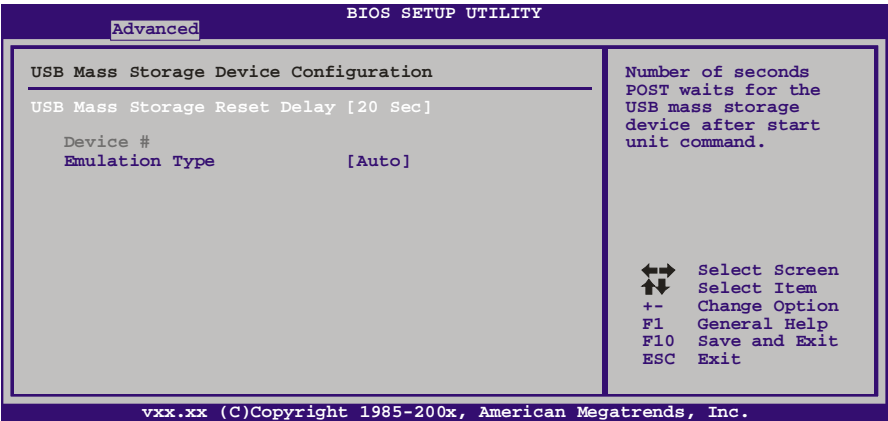 BIOS SETUP UTILITY
Advanced
USB Mass Storage Device Configuration
USB Mass Storage Reset Delay [20 Sec]
Device #
Emulation Type [Auto]
Number of seconds
POST waits for the
USB mass storage
device after start
unit command.
Select Screen
Select Item
+- Change Option
F1 General Help
F10 Save and Exit
ESC Exit
vxx.xx (C)Copyright 1985-200x, American Megatrends, Inc.